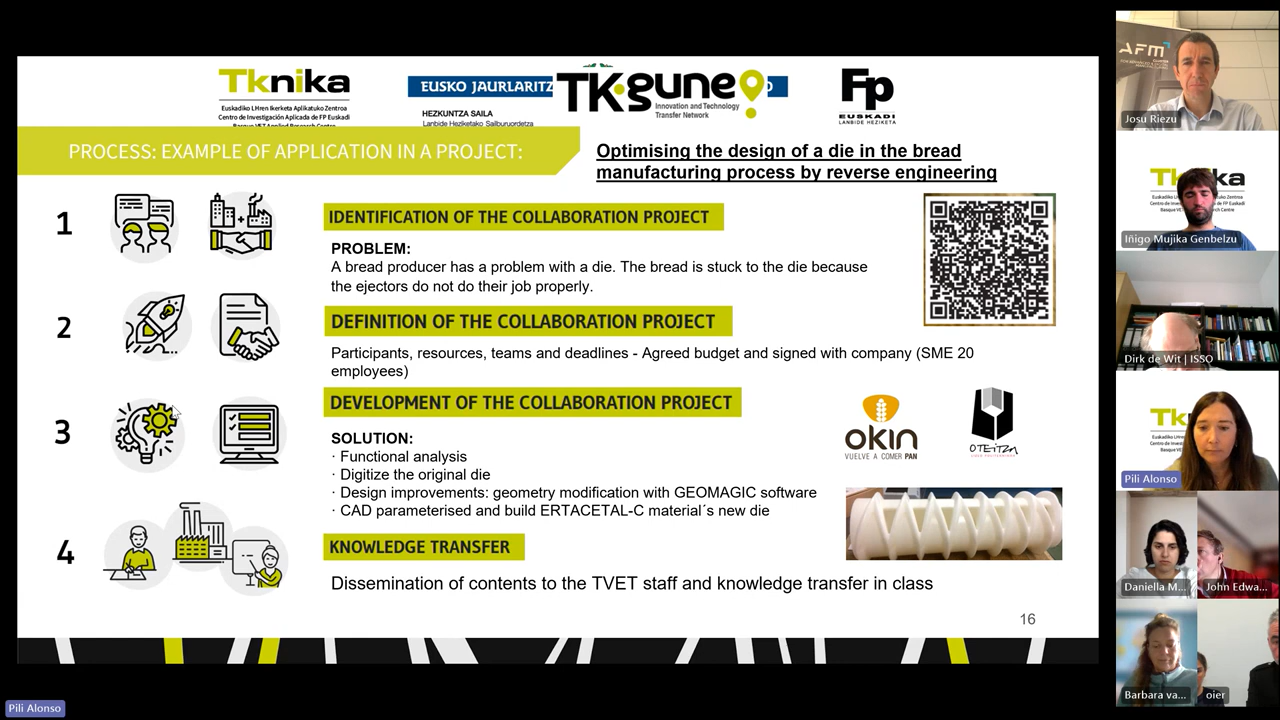 Tknika
Euskadiko LHren Ikerketa Aplikatuko Zentroa
Centro de Investigación Aplicada de FP Euskadi
Basque VET Applied Research Centre
EUSKO JAURLARITZ
HEZKUNTZA SAILA
Lanbide Heziketako Sailburuordetza
TKgune
Innovation and Technology
Transfer Network
Fp
EUSKADI
LANBIDE HEZIKETA
PROCESS: EXAMPLE OF APPLICATION IN A PROJECT:
Optimising the design of a die in the bread
manufacturing process by reverse engineering
1
IDENTIFICATION OF THE COLLABORATION PROJECT
PROBLEM:
A bread producer has a problem with a die. The bread is stuck to the die because
the ejectors do not do their job properly.
2
DEFINITION OF THE COLLABORATION PROJECT
Participants, resources, teams and deadlines - Agreed budget and signed with company (SME 20
employees)
3
DEVELOPMENT OF THE COLLABORATION PROJECT
SOLUTION:
· Functional analysis
· Digitize the original die
· Design improvements: geometry modification with GEOMAGIC software
· CAD parameterised and build ERTACETAL-C material´s new die
okin
VUELVE A COMER PAN
OTEITZA
4
KNOWLEDGE TRANSFER
Dissemination of contents to the TVET staff and knowledge transfer in class
16
Pili Alonso
AFM
Josu Riezu
Iñigo Mujika Genbelzu
Dirk de Wit | ISSO
Pili Alonso
Daniella M...
John Edwa...
Barbara va...
oier